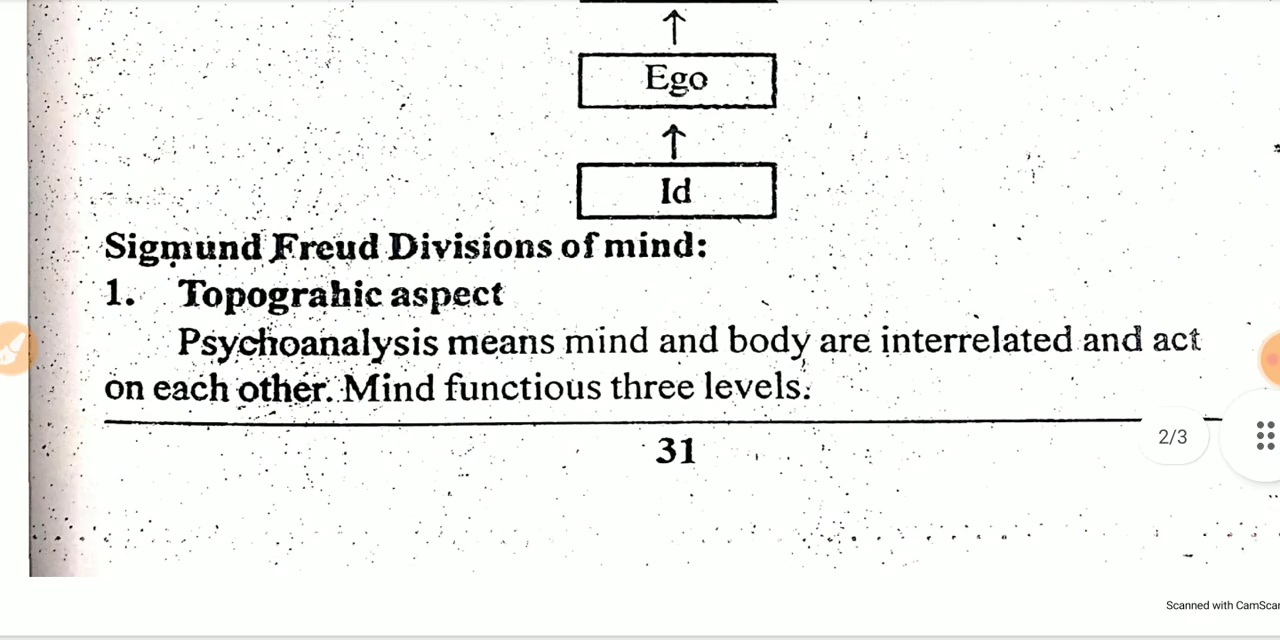 Ego
Id
Sigmund Freud Divisions of mind:
1. Topograhic aspect
Psychoanalysis means mind and body are interrelated and act
on each other. Mind functious three levels.
31
2/3
Scanned with CamScan